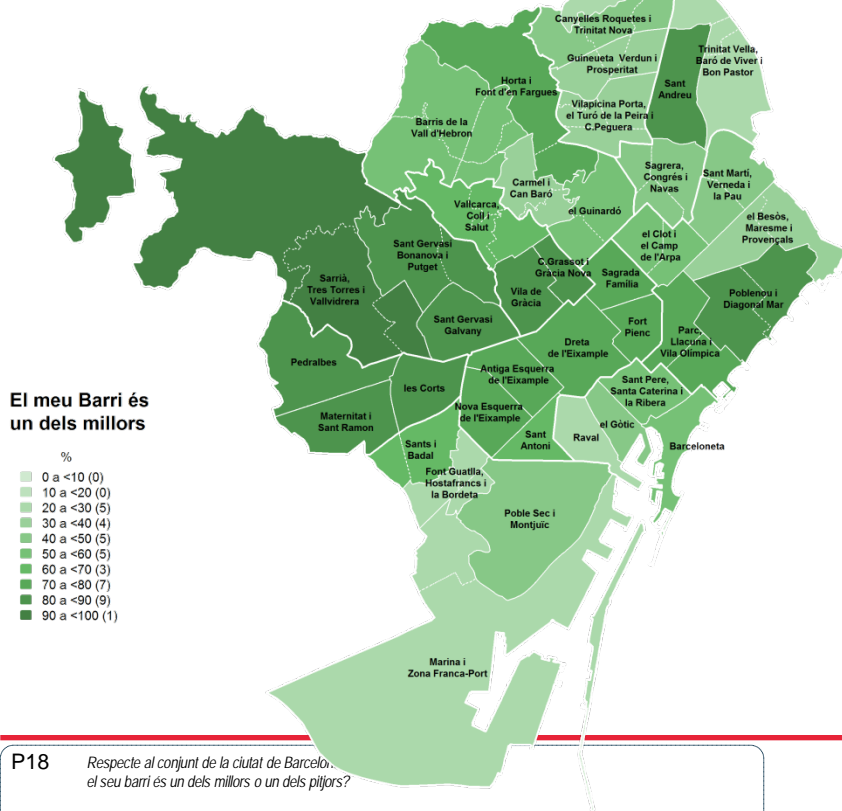 Canyelles Roquetes i
Trinitat Nova
Trinitat Vella,
Baró de Viver i
Bon Pastor
Guineueta Verdun i
Prosperitat
Sant
Andreu
Horta i
Font d'en Fargues
Vilapicina Porta,
el Turó de la Peira i
C.Peguera
Barris de la
Vall d'Hebron
Sagrera,
Congrés i
Navas
Sant Martí,
Verneda i
la Pau
Carmel i
Can Baró
Vallcarca,
Coll i
Salut
el Guinardó
el Besòs,
Maresme i
Provençals
el Clot i
el Camp
de l'Arpa
Sant Gervasi
Bonanova i
Putget
C.Grassot i
Gràcia Nova
Sagrada
Família
Sarrià,
Tres Torres i
Vallvidrera
Vila de
Gràcia
Poblenou i
Diagonal Mar
Sant Gervasi
Galvany
Fort
Pienc
Parc,
Llacuna i
Vila Olímpica
Dreta
de l'Eixample
Pedralbes
Antiga Esquerra
de l'Eixample
les Corts
Sant Pere,
Santa Caterina i
la Ribera
Maternitat i
Sant Ramon
Nova Esquerra
de l'Eixample
el Gòtic
Sant
Antoni
Raval
Barceloneta
Sants i
Badal
Font Guatlla,
Hostafrancs i
la Bordeta
Poble Sec i
Montjuïc
Marina i
Zona Franca-Port
El meu Barri és
un dels millors
%
0 a <10 (0)
10 a <20 (0)
20 a <30 (5)
30 a <40 (4)
40 a <50 (5)
50 a <60 (5)
60 a <70 (3)
70 a <80 (7)
80 a <90 (9)
90 a <100 (1)
P18
Respecte al conjunt de la ciutat de Barcelon
el seu barri és un dels millors o un dels pitjors?